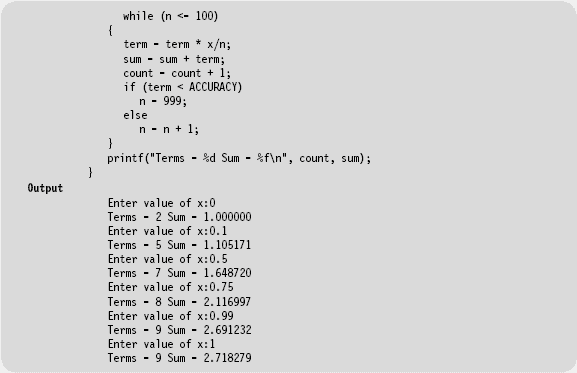 while (n <= 100)
{
term = term * x/n;
sum = sum + term;
count = count + 1;
if (term < ACCURACY)
n = 999;
else
n = n + 1;
}
printf("Terms = %d Sum = %f\n", count, sum);
}
Output
Enter value of x:0
Terms = 2 Sum = 1.000000
Enter value of x:0.1
Terms = 5 Sum = 1.105171
Enter value of x:0.5
Terms = 7 Sum = 1.648720
Enter value of x:0.75
Terms = 8 Sum = 2.116997
Enter value of x:0.99
Terms = 9 Sum = 2.691232
Enter value of x:1
Terms = 9 Sum = 2.718279